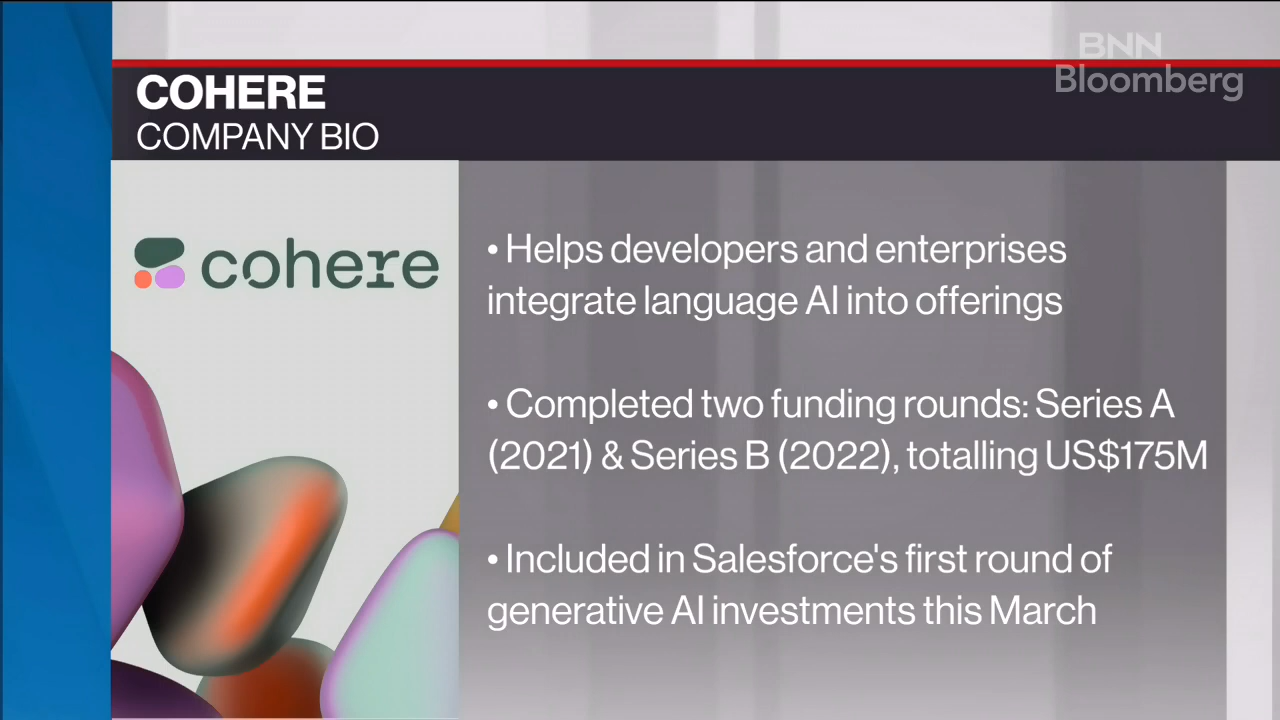 BNN
Bloomberg
COHERE
COMPANY BIO
cohere
• Helps developers and enterprises
integrate language AI into offerings
• Completed two funding rounds: Series A
(2021) & Series B (2022), totalling US$175M
• Included in Salesforce's first round of
generative AI investments this March